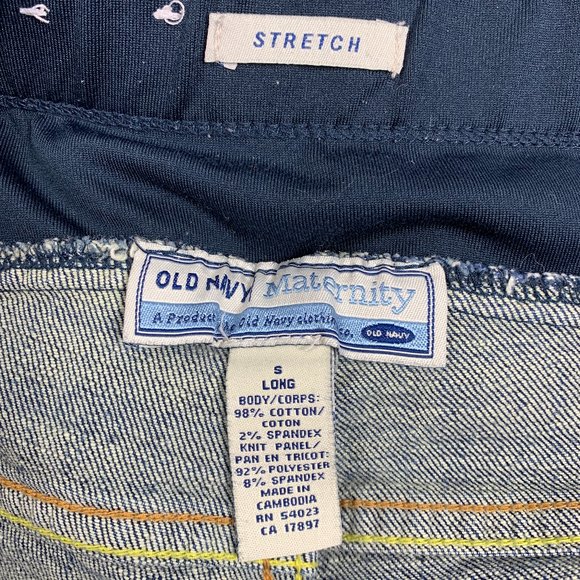 STRETCH
OLD NAVY Maternity
A Product Old Navy clothing co. OLD NAVY
S
LONG
BODY/CORPS:
98% COTTON/
COTON
2% SPANDEX
KNIT PANEL/
PAN EN TRICOT:
92% POLYESTER
8% SPANDEX
MADE IN
CAMBODIA
RN 54023
CA 17897